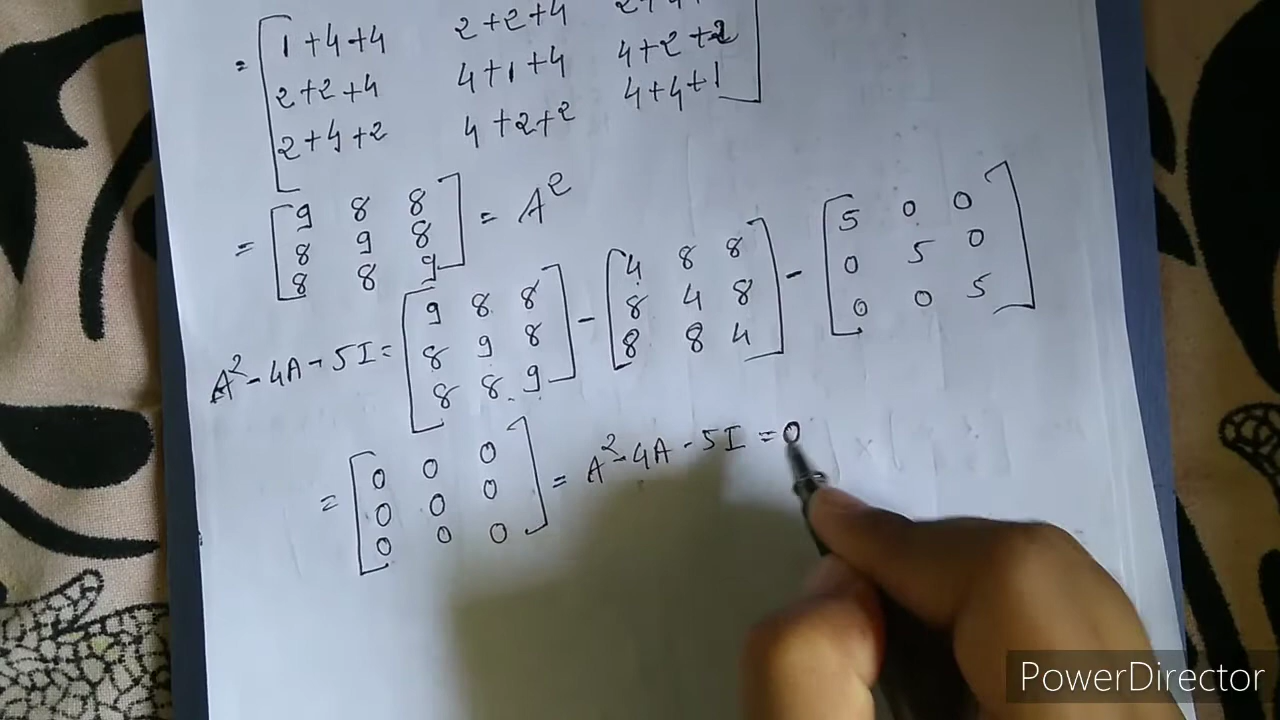 2+2+4
= 1+4+4
4+1+4 4+2+2
2+2+4
4+4+1
2+4+2 4+2+2
= [9 8 8
8 9 8
8 8 9] = A²
A²-4A-5I= [9 8 8
8 9 8
8 8 9] - [4 8 8
8 4 8
8 8 4] - [5 0 0
0 5 0
0 0 5]
= [0 0 0
0 0 0
0 0 0] = A²-4A-5I=0
PowerDirector